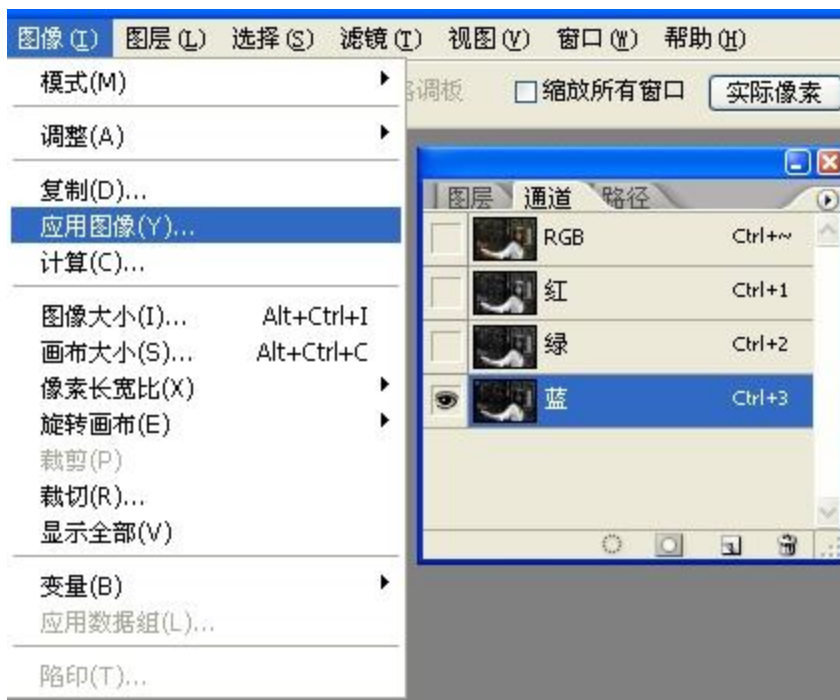 图像(I) 图层(L) 选择(S) 滤镜(T) 视图(V) 窗口(W) 帮助(H)
调板 缩放所有窗口 实际像素
模式(M)
调整(A)
复制(D)...
应用图像(Y)...
计算(C)...
图像大小(I)... Alt+Ctrl+I
画布大小(S)... Alt+Ctrl+C
像素长宽比(X)
旋转画布(E)
裁剪(P)
裁切(R)...
显示全部(V)
变量(B)
应用数据组(L)...
陷印(T)...
图层 通道 路径
RGB Ctrl+~
红 Ctrl+1
绿 Ctrl+2
蓝 Ctrl+3